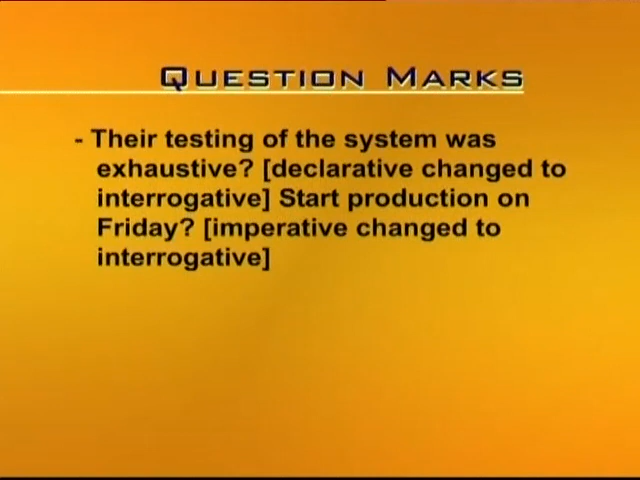 Question Marks
- Their testing of the system was
exhaustive? [declarative changed to
interrogative] Start production on
Friday? [imperative changed to
interrogative]